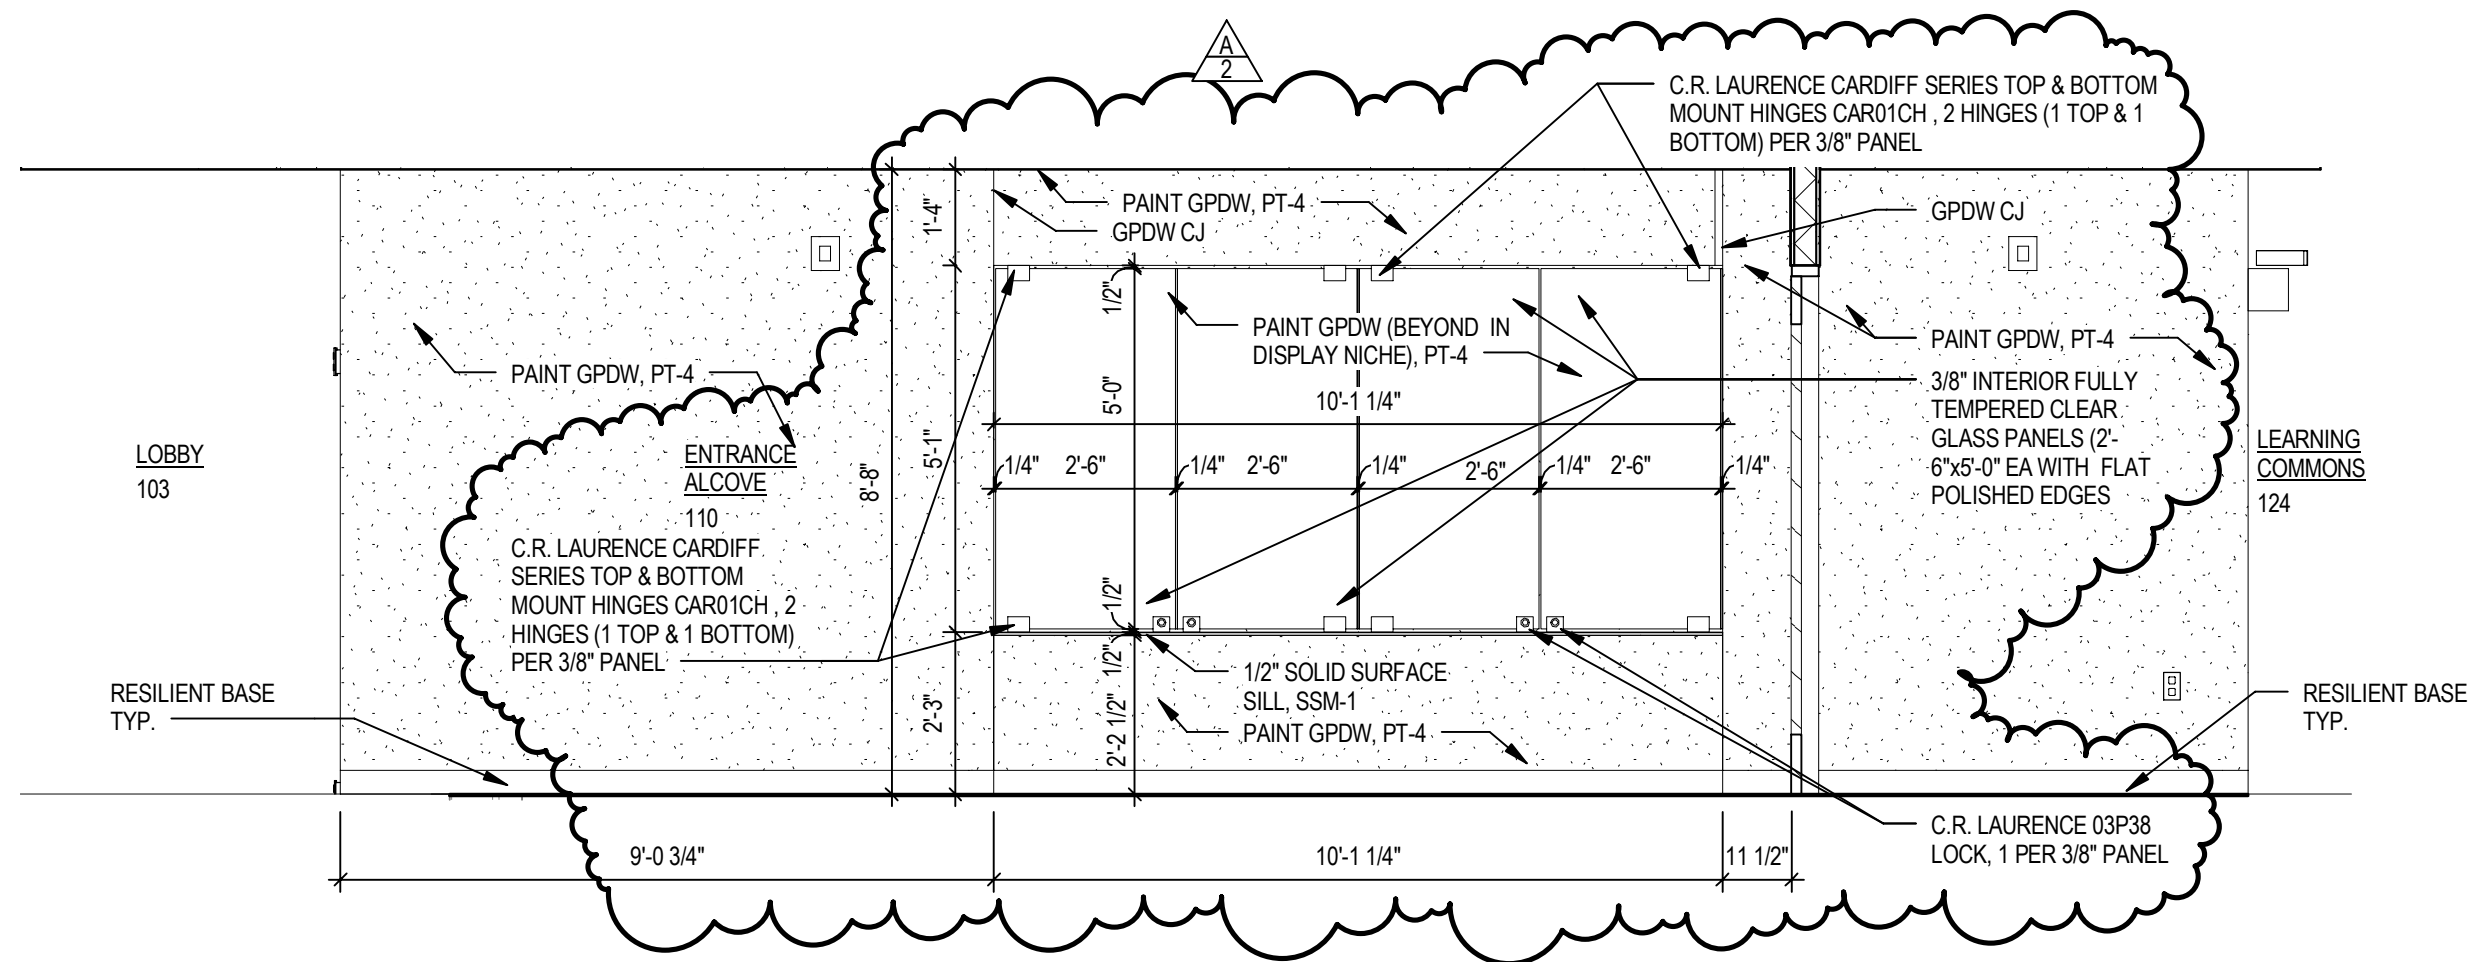 A
2
C.R. LAURENCE CARDIFF SERIES TOP & BOTTOM
MOUNT HINGES CAR01CH , 2 HINGES (1 TOP & 1
BOTTOM) PER 3/8" PANEL
PAINT GPDW, PT-4
GPDW CJ
GPDW CJ
1'-4"
1/2"
PAINT GPDW (BEYOND IN
DISPLAY NICHE), PT-4
PAINT GPDW, PT-4
PAINT GPDW, PT-4
3/8" INTERIOR FULLY
TEMPERED CLEAR
GLASS PANELS (2'-
6"x5'-0" EA WITH FLAT
POLISHED EDGES
5'-0"
10'-1 1/4"
LOBBY
103
ENTRANCE
ALCOVE
110
8'-8"
5'-1"
1/4" 2'-6" 1/4" 2'-6" 1/4" 2'-6" 1/4" 2'-6" 1/4"
LEARNING
COMMONS
124
C.R. LAURENCE CARDIFF
SERIES TOP & BOTTOM
MOUNT HINGES CAR01CH , 2
HINGES (1 TOP & 1 BOTTOM)
PER 3/8" PANEL
1/2"
1/2"
1/2" SOLID SURFACE
SILL, SSM-1
PAINT GPDW, PT-4
2'-3"
2'-2 1/2"
RESILIENT BASE
TYP.
RESILIENT BASE
TYP.
C.R. LAURENCE 03P38
LOCK, 1 PER 3/8" PANEL
9'-0 3/4"
10'-1 1/4"
11 1/2"